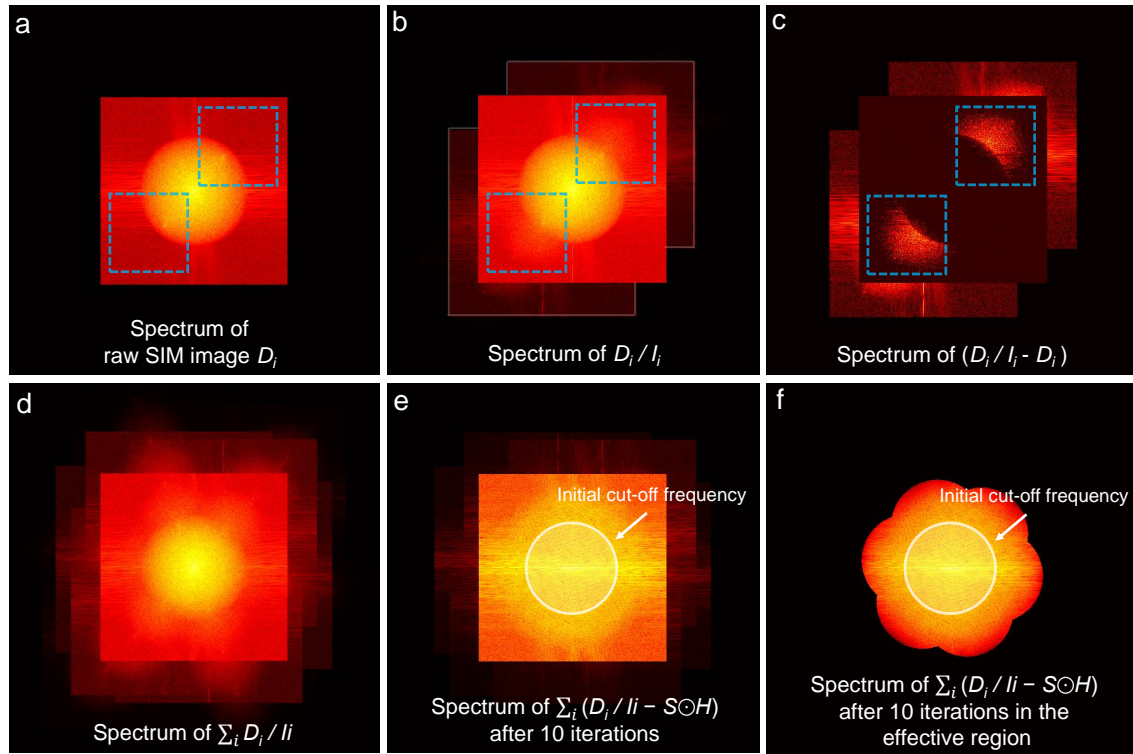 a
Spectrum of
raw SIM image Di
b
Spectrum of Di / Ii
c
Spectrum of (Di / Ii - Di)
d
Spectrum of ∑i Di / Ii
e
Initial cut-off frequency
Spectrum of ∑i (Di / Ii − S⊙H)
after 10 iterations
f
Initial cut-off frequency
Spectrum of ∑i (Di / Ii − S⊙H)
after 10 iterations in the
effective region